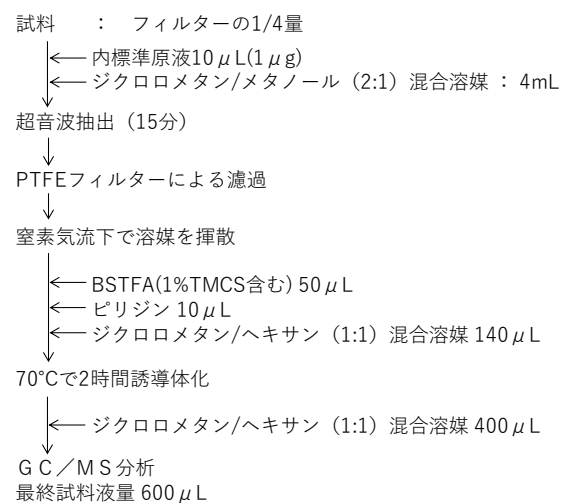 試料　：　フィルターの1/4量
内標準原液10μL(1μg)
ジクロロメタン/メタノール（2:1）混合溶媒 ： 4mL
超音波抽出（15分）
PTFEフィルターによる濾過
窒素気流下で溶媒を揮散
BSTFA(1%TMCS含む) 50μL
ピリジン 10μL
ジクロロメタン/ヘキサン（1:1）混合溶媒 140μL
70℃で2時間誘導体化
ジクロロメタン/ヘキサン（1:1）混合溶媒 400μL
ＧＣ／ＭＳ分析
最終試料液量 600μL